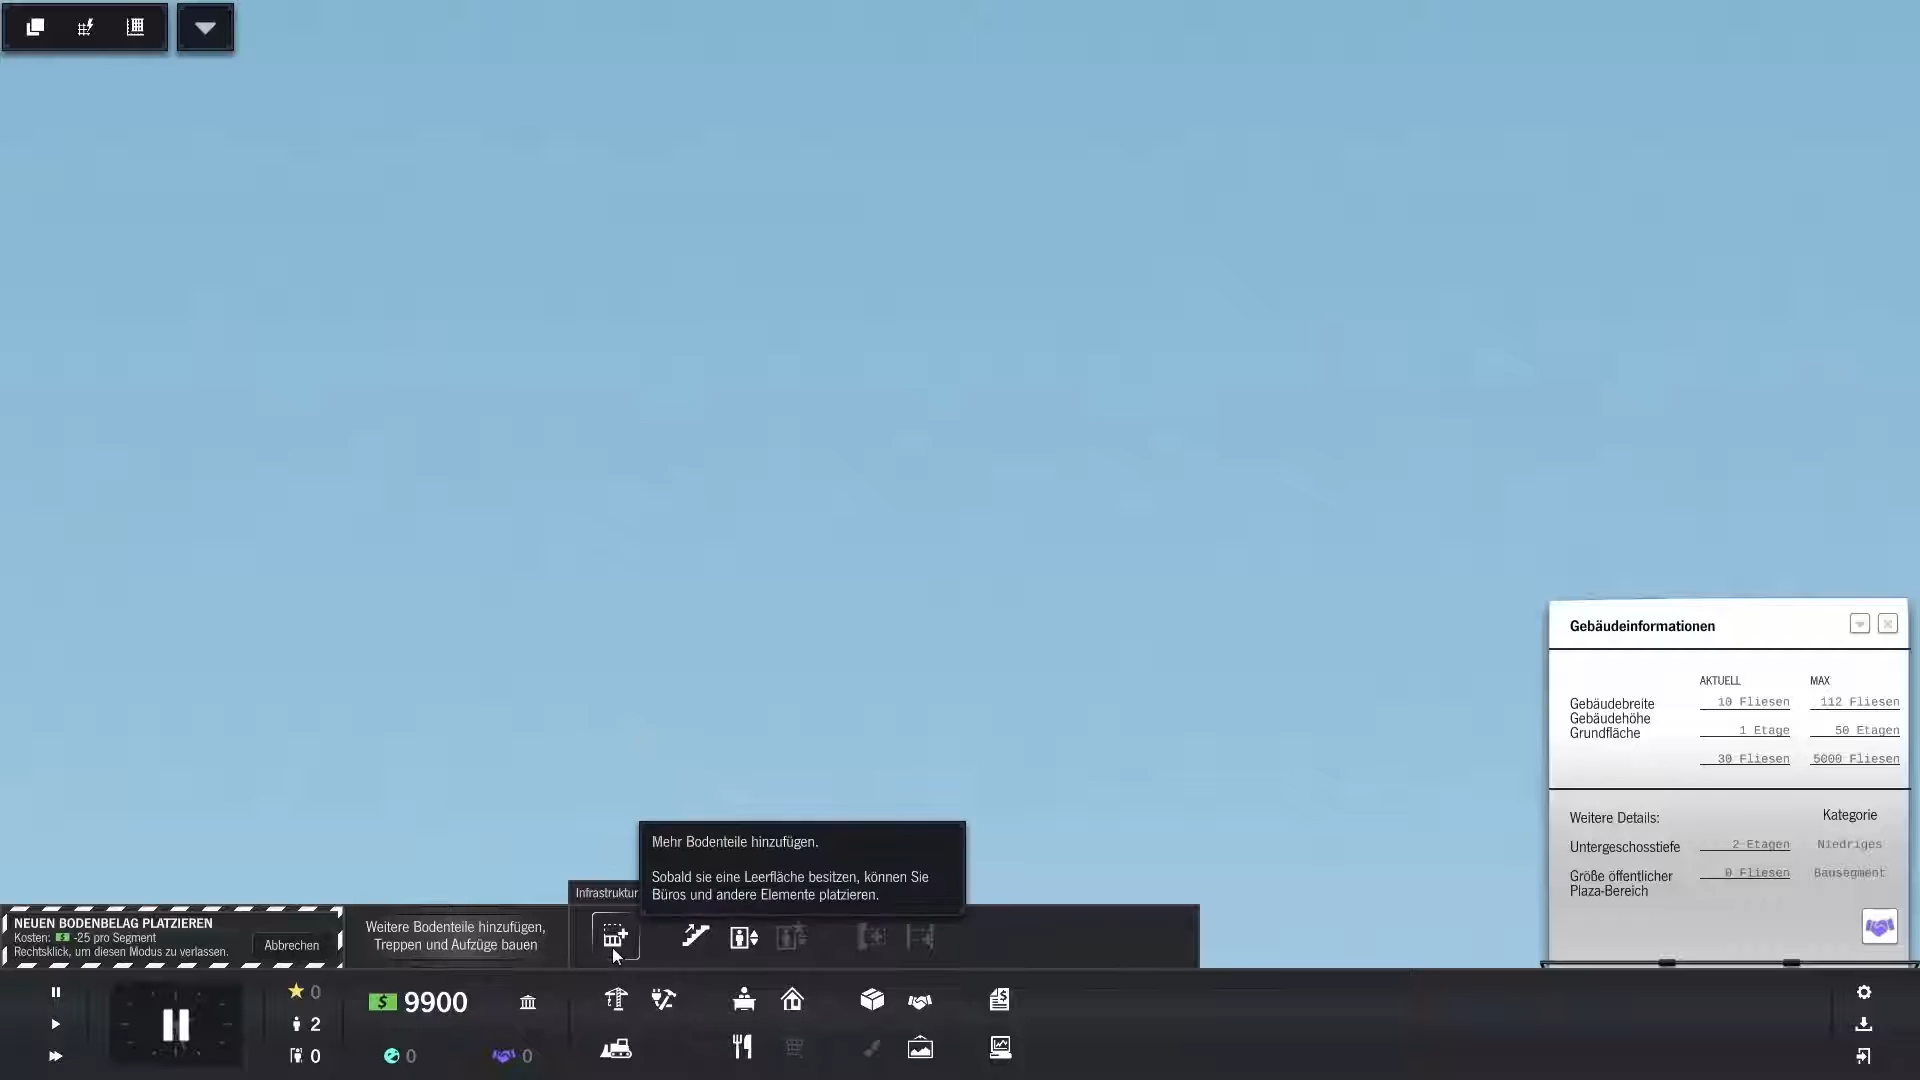 Gebäudeinformationen
AKTUELL MAX
Gebäudebreite 10 Fliesen 112 Fliesen
Gebäudehöhe 1 Etage 50 Etagen
Grundfläche 30 Fliesen 5000 Fliesen
Weitere Details: Kategorie
Untergeschosstiefe 2 Etagen Niedriges
Größe öffentlicher 0 Fliesen Bausegment
Plaza-Bereich
Mehr Bodenteile hinzufügen.
Sobald sie eine Leerfläche besitzen, können Sie
Büros und andere Elemente platzieren.
Infrastruktur
NEUEN BODENBELAG PLATZIEREN
Kosten: $ -25 pro Segment
Rechtsklick, um diesen Modus zu verlassen.
Abbrechen
Weitere Bodenteile hinzufügen,
Treppen und Aufzüge bauen
0
2
0
$ 9900
0
0